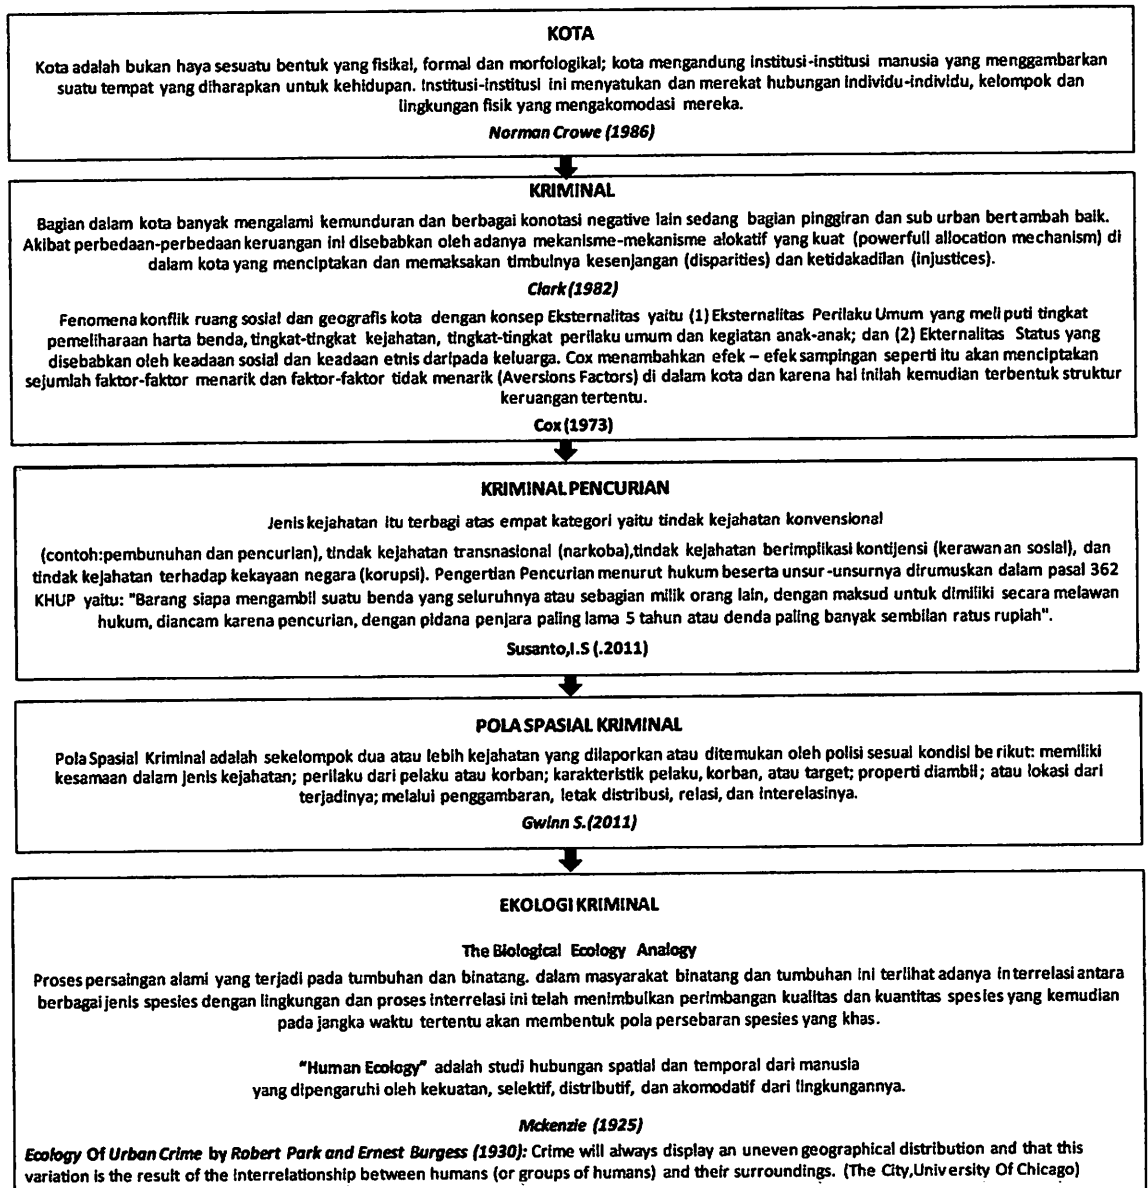 KOTA
Kota adalah bukan haya sesuatu bentuk yang fisikal, formal dan morfologikal; kota mengandung institusi-institusi manusia yang menggambarkan
suatu tempat yang diharapkan untuk kehidupan. Institusi-institusi ini menyatukan dan merekat hubungan individu-individu, kelompok dan
lingkungan fisik yang mengakomodasi mereka.
Norman Crowe (1986)
KRIMINAL
Bagian dalam kota banyak mengalami kemunduran dan berbagai konotasi negative lain sedang bagian pinggiran dan sub urban bertambah baik.
Akibat perbedaan-perbedaan keruangan ini disebabkan oleh adanya mekanisme-mekanisme alokatif yang kuat (powerfull allocation mechanism) di
dalam kota yang menciptakan dan memaksakan timbulnya kesenjangan (disparities) dan ketidakadilan (injustices).
Clark (1982)
Fenomena konflik ruang sosial dan geografis kota dengan konsep Eksternalitas yaitu (1) Eksternalitas Perilaku Umum yang meliputi tingkat
pemeliharaan harta benda, tingkat-tingkat kejahatan, tingkat-tingkat perilaku umum dan kegiatan anak-anak; dan (2) Ekternalitas Status yang
disebabkan oleh keadaan sosial dan keadaan etnis daripada keluarga. Cox menambahkan efek – efek sampingan seperti itu akan menciptakan
sejumlah faktor-faktor menarik dan faktor-faktor tidak menarik (Aversions Factors) di dalam kota dan karena hal inilah kemudian terbentuk struktur
keruangan tertentu.
Cox (1973)
KRIMINAL PENCURIAN
Jenis kejahatan itu terbagi atas empat kategori yaitu tindak kejahatan konvensional
(contoh:pembunuhan dan pencurian), tindak kejahatan transnasional (narkoba),tindak kejahatan berimplikasi kontijensi (kerawanan sosial), dan
tindak kejahatan terhadap kekayaan negara (korupsi). Pengertian Pencurian menurut hukum beserta unsur-unsurnya dirumuskan dalam pasal 362
KHUP yaitu: "Barang siapa mengambil suatu benda yang seluruhnya atau sebagian milik orang lain, dengan maksud untuk dimiliki secara melawan
hukum, diancam karena pencurian, dengan pidana penjara paling lama 5 tahun atau denda paling banyak sembilan ratus rupiah".
Susanto,I.S (.2011)
POLA SPASIAL KRIMINAL
Pola Spasial Kriminal adalah sekelompok dua atau lebih kejahatan yang dilaporkan atau ditemukan oleh polisi sesuai kondisi berikut: memiliki
kesamaan dalam jenis kejahatan; perilaku dari pelaku atau korban; karakteristik pelaku, korban, atau target; properti diambil; atau lokasi dari
terjadinya; melalui penggambaran, letak distribusi, relasi, dan interelasinya.
Gwinn S.(2011)
EKOLOGI KRIMINAL
The Biological Ecology Analogy
Proses persaingan alami yang terjadi pada tumbuhan dan binatang. dalam masyarakat binatang dan tumbuhan ini terlihat adanya interrelasi antara
berbagai jenis spesies dengan lingkungan dan proses interrelasi ini telah menimbulkan perimbangan kualitas dan kuantitas spesies yang kemudian
pada jangka waktu tertentu akan membentuk pola persebaran spesies yang khas.
"Human Ecology" adalah studi hubungan spatial dan temporal dari manusia
yang dipengaruhi oleh kekuatan, selektif, distributif, dan akomodatif dari lingkungannya.
Mckenzie (1925)
Ecology Of Urban Crime by Robert Park and Ernest Burgess (1930): Crime will always display an uneven geographical distribution and that this
variation is the result of the interrelationship between humans (or groups of humans) and their surroundings. (The City,University Of Chicago)